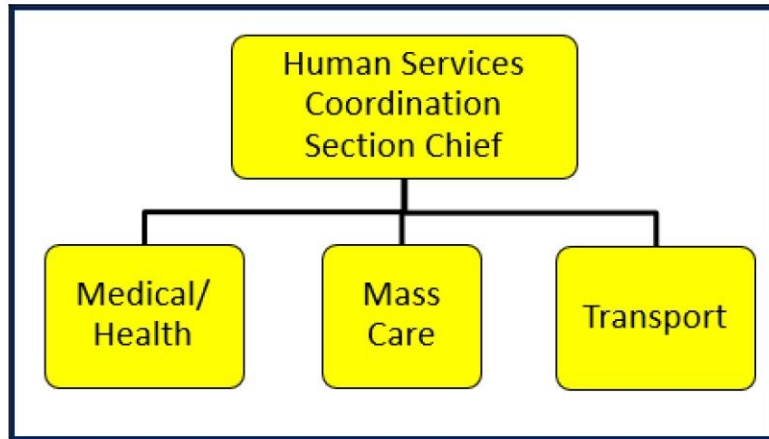 Human Services
Coordination
Section Chief
Medical/
Health
Mass
Care
Transport